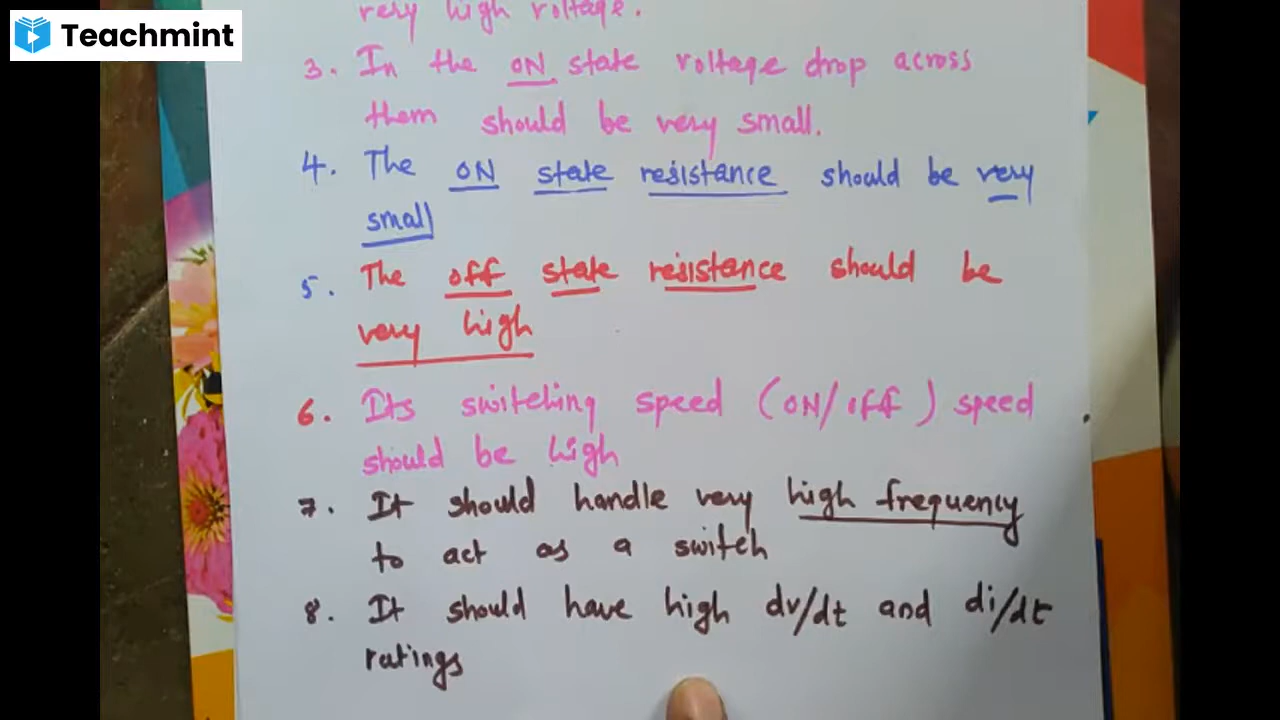 Teachmint
very high voltage.
3. In the ON state voltage drop across
them should be very small.
4. The ON state resistance should be very
small
5. The off state resistance should be
very high
6. Its switching speed (ON/OFF) speed
should be high
7. It should handle very high frequency
to act as a switch
8. It should have high dv/dt and di/dt
ratings